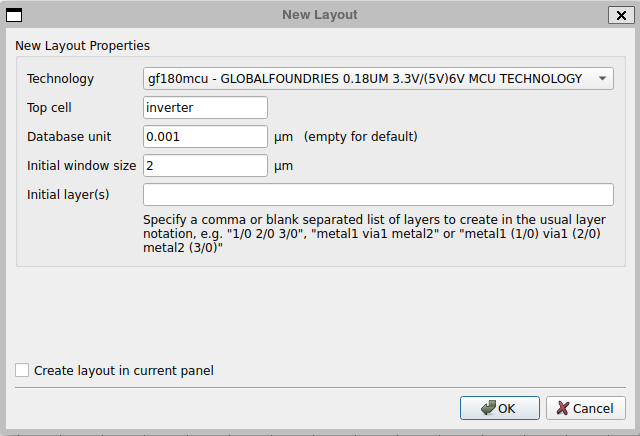 New Layout
New Layout Properties
Technology gf180mcu - GLOBALFOUNDRIES 0.18UM 3.3V/(5V)6V MCU TECHNOLOGY
Top cell inverter
Database unit 0.001 µm (empty for default)
Initial window size 2 µm
Initial layer(s)
Specify a comma or blank separated list of layers to create in the usual layer
notation, e.g. "1/0 2/0 3/0", "metal1 via1 metal2" or "metal1 (1/0) via1 (2/0)
metal2 (3/0)"
Create layout in current panel
OK Cancel